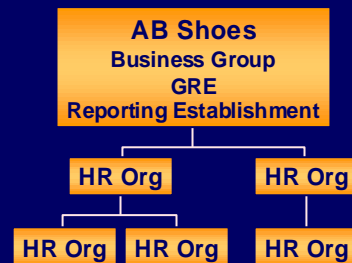 AB Shoes
Business Group
GRE
Reporting Establishment
HR Org
HR Org
HR Org
HR Org
HR Org